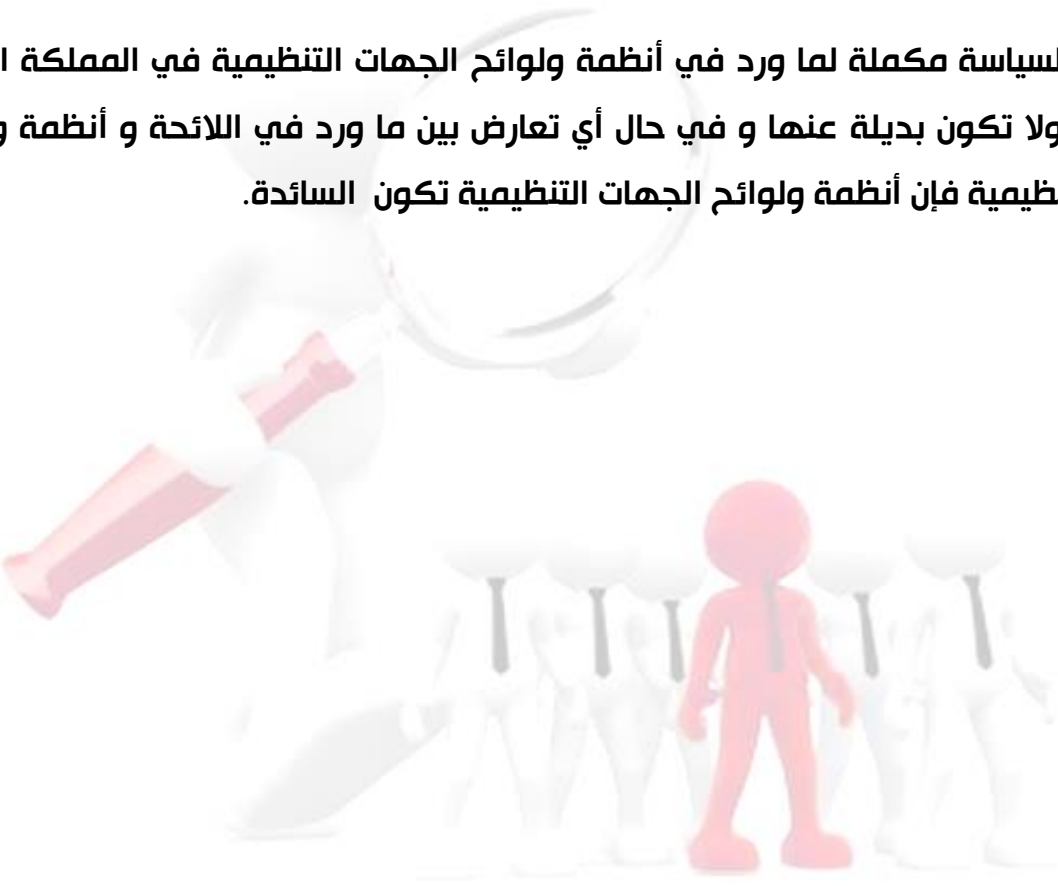 مكملة لما ورد في أنظمة ولوائح الجهات التنظيمية في المملكة
ولا تكون بديلة عنها و في حال أي تعارض بين ما ورد في اللائحة و أنظمة
فإن أنظمة ولوائح الجهات التنظيمية تكون السائدة.